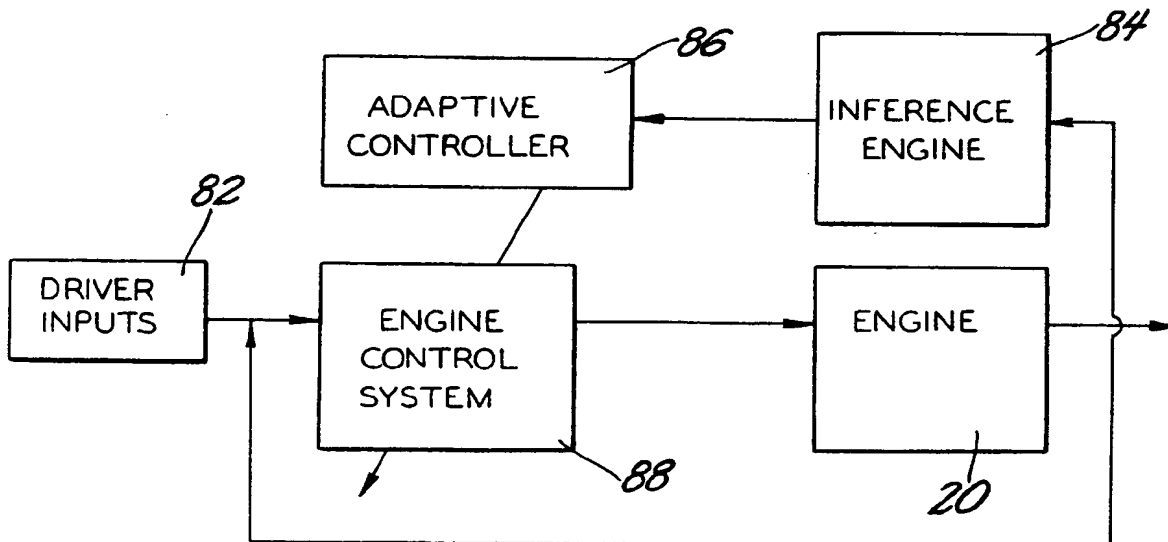 86
ADAPTIVE
CONTROLLER
84
INFERENCE
ENGINE
82
DRIVER
INPUTS
ENGINE
CONTROL
SYSTEM
88
ENGINE
20